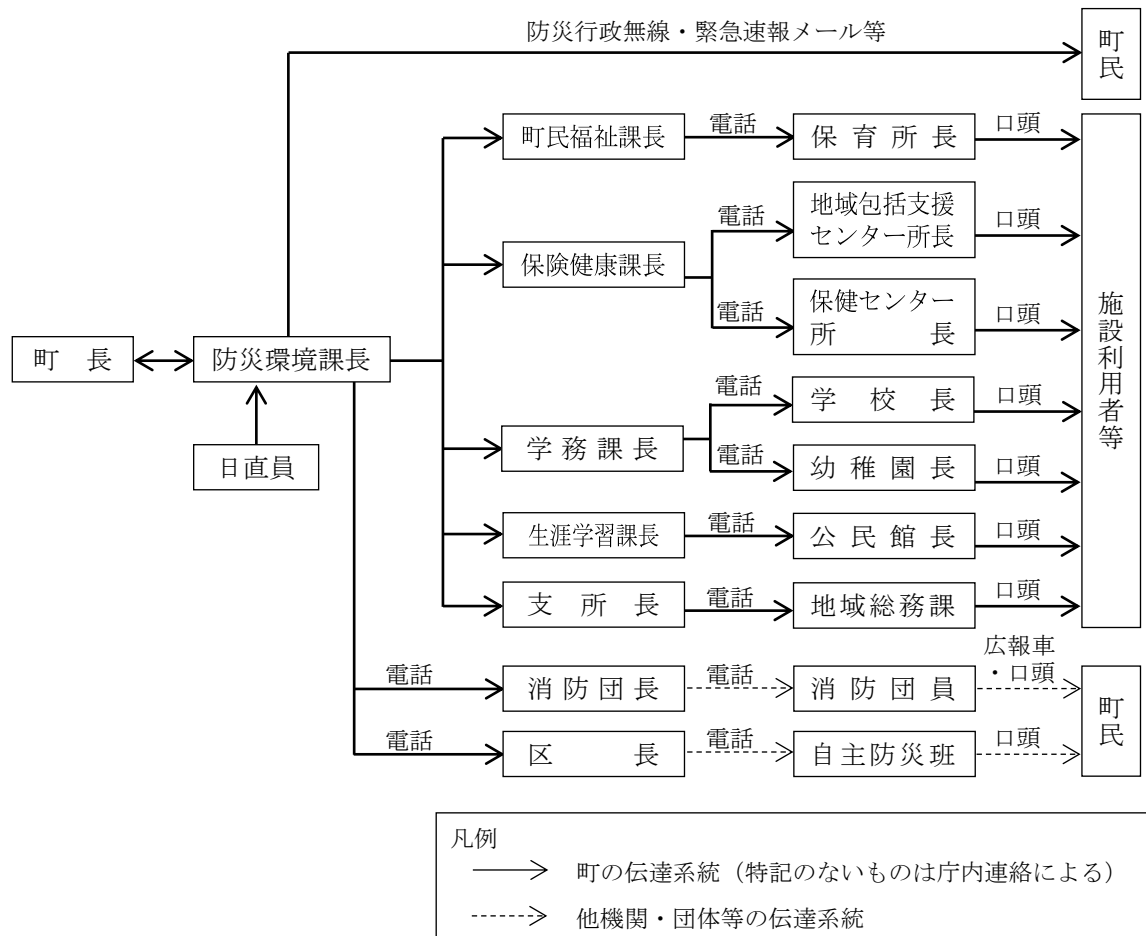 防災行政無線・緊急速報メール等
町民
町民福祉課長
電話
保育所長
口頭
保険健康課長
電話
地域包括支援
センター所長
口頭
電話
保健センター
所長
口頭
施設利用者等
町長
防災環境課長
日直員
学務課長
電話
学校長
口頭
電話
幼稚園長
口頭
生涯学習課長
電話
公民館長
口頭
支所長
電話
地域総務課
口頭
電話
消防団長
電話
消防団員
広報車
・口頭
町民
電話
区長
電話
自主防災班
口頭
凡例
町の伝達系統（特記のないものは庁内連絡による）
他機関・団体等の伝達系統